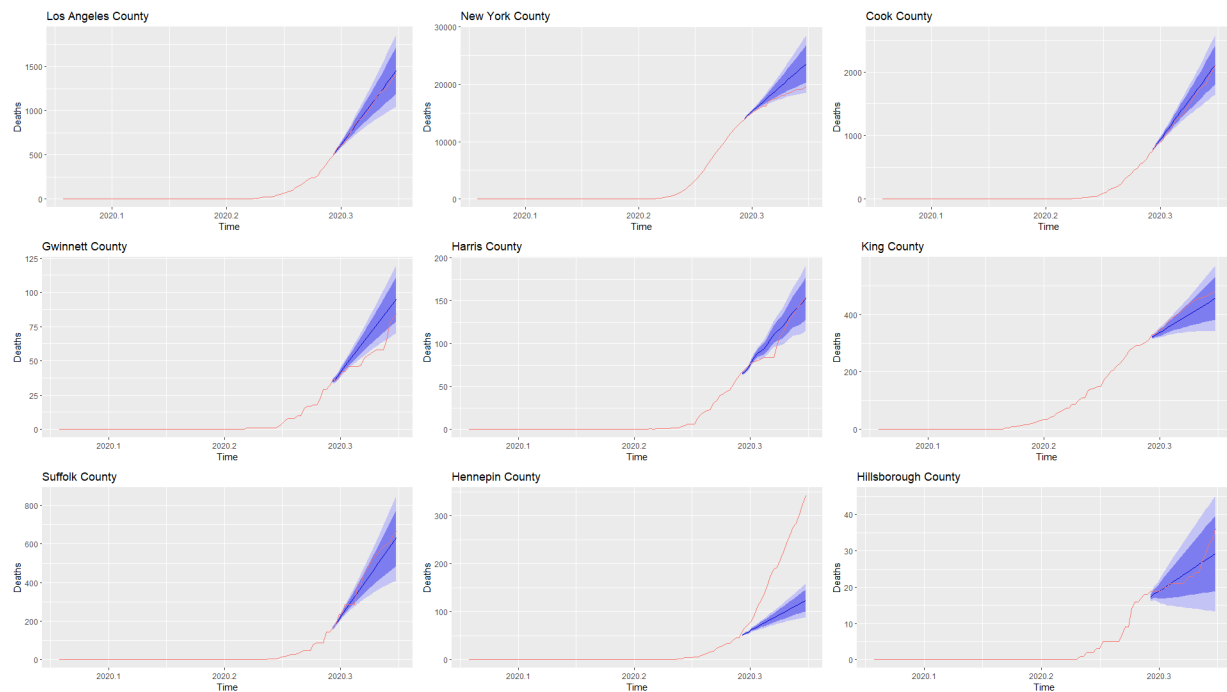 Los Angeles County
1500
1000
500
0
Deaths
2020.1
2020.2
2020.3
Time
New York County
30000
20000
10000
0
Deaths
2020.1
2020.2
2020.3
Time
Cook County
2000
1000
0
Deaths
2020.1
2020.2
2020.3
Time
Gwinnett County
125
100
75
50
25
0
Deaths
2020.1
2020.2
2020.3
Time
Harris County
200
150
100
50
0
Deaths
2020.1
2020.2
2020.3
Time
King County
400
200
0
Deaths
2020.1
2020.2
2020.3
Time
Suffolk County
800
600
400
200
0
Deaths
2020.1
2020.2
2020.3
Time
Hennepin County
300
200
100
0
Deaths
2020.1
2020.2
2020.3
Time
Hillsborough County
40
30
20
10
0
Deaths
2020.1
2020.2
2020.3
Time